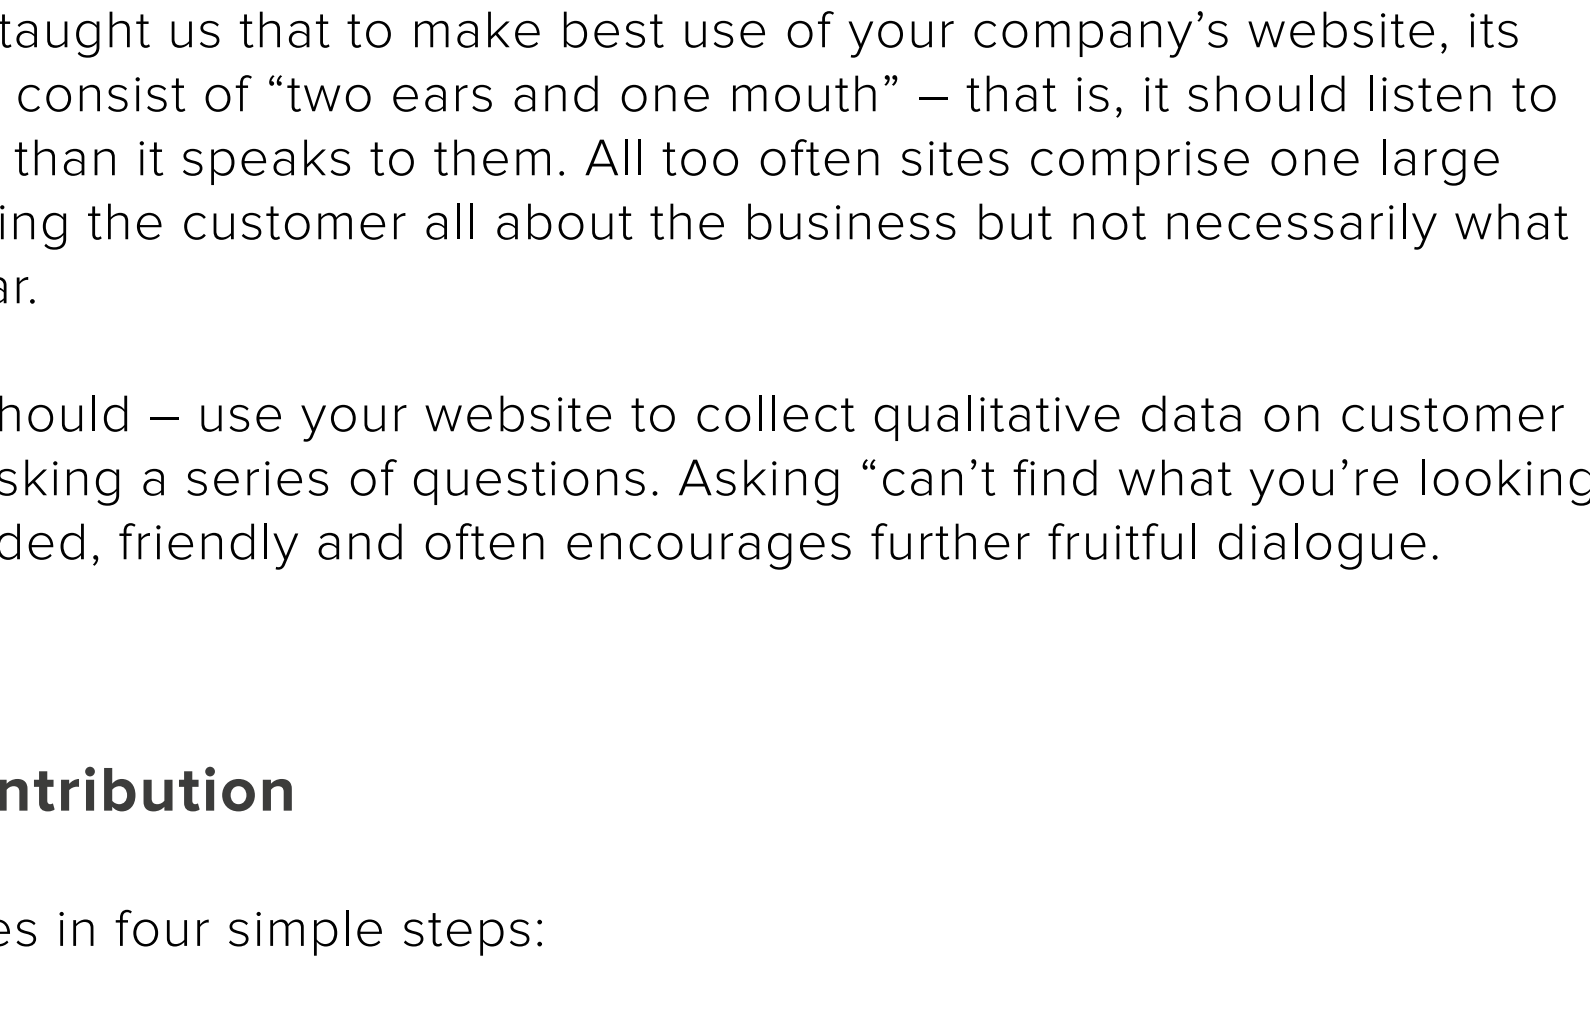 taught us that to make best use of your company’s website, its
consist of “two ears and one mouth” – that is, it should listen to
than it speaks to them. All too often sites comprise one large
ing the customer all about the business but not necessarily what
ar.
hould – use your website to collect qualitative data on customer
sking a series of questions. Asking “can’t find what you’re looking
ded, friendly and often encourages further fruitful dialogue.
ntribution
es in four simple steps: